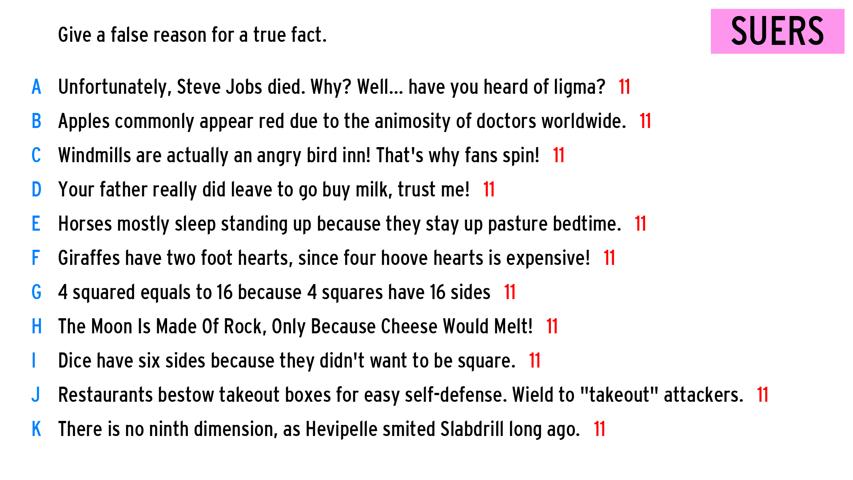 Give a false reason for a true fact.
SUERS
A Unfortunately, Steve Jobs died. Why? Well... have you heard of ligma? 11
B Apples commonly appear red due to the animosity of doctors worldwide. 11
C Windmills are actually an angry bird inn! That's why fans spin! 11
D Your father really did leave to go buy milk, trust me! 11
E Horses mostly sleep standing up because they stay up pasture bedtime. 11
F Giraffes have two foot hearts, since four hoove hearts is expensive! 11
G 4 squared equals to 16 because 4 squares have 16 sides 11
H The Moon Is Made Of Rock, Only Because Cheese Would Melt! 11
I Dice have six sides because they didn't want to be square. 11
J Restaurants bestow takeout boxes for easy self-defense. Wield to "takeout" attackers. 11
K There is no ninth dimension, as Hevipelle smited Slabdrill long ago. 11